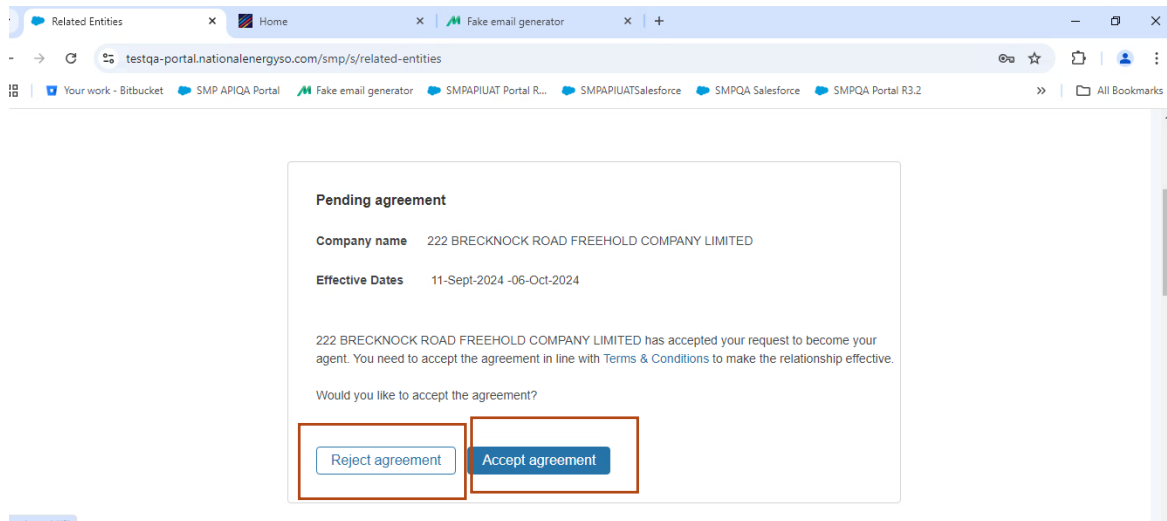 Related Entities
Home
Fake email generator
testqa-portal.nationalenergyso.com/smp/s/related-entities
Your work - Bitbucket
SMP APIQA Portal
Fake email generator
SMPAPIUAT Portal R...
SMPAPIUATSalesforce
SMPQA Salesforce
SMPQA Portal R3.2
All Bookmarks
Pending agreement
Company name 222 BRECKNOCK ROAD FREEHOLD COMPANY LIMITED
Effective Dates 11-Sept-2024 -06-Oct-2024
222 BRECKNOCK ROAD FREEHOLD COMPANY LIMITED has accepted your request to become your
agent. You need to accept the agreement in line with Terms & Conditions to make the relationship effective.
Would you like to accept the agreement?
Reject agreement
Accept agreement